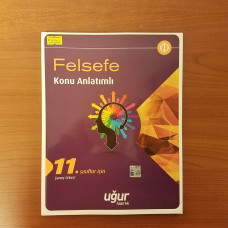 Felsefe
Konu Anlatımlı
11. sınıflar için
uğur